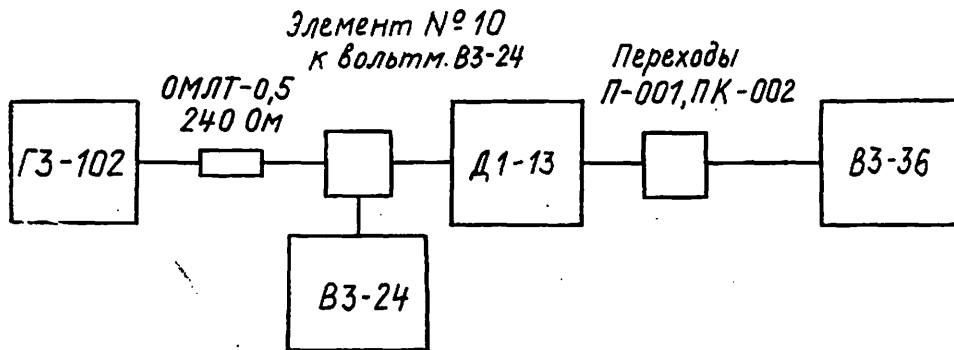 Элемент № 10
к вольтм. В3-24
ОМЛТ-0,5
240 Ом
Переходы
П-001, ПК-002
Г3-102
Д1-13
В3-36
В3-24